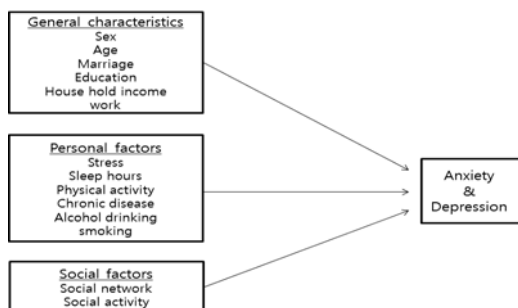 General characteristics
Sex
Age
Marriage
Education
House hold income
work
Personal factors
Stress
Sleep hours
Physical activity
Chronic disease
Alcohol drinking
smoking
Social factors
Social network
Social activity
Anxiety
&
Depression